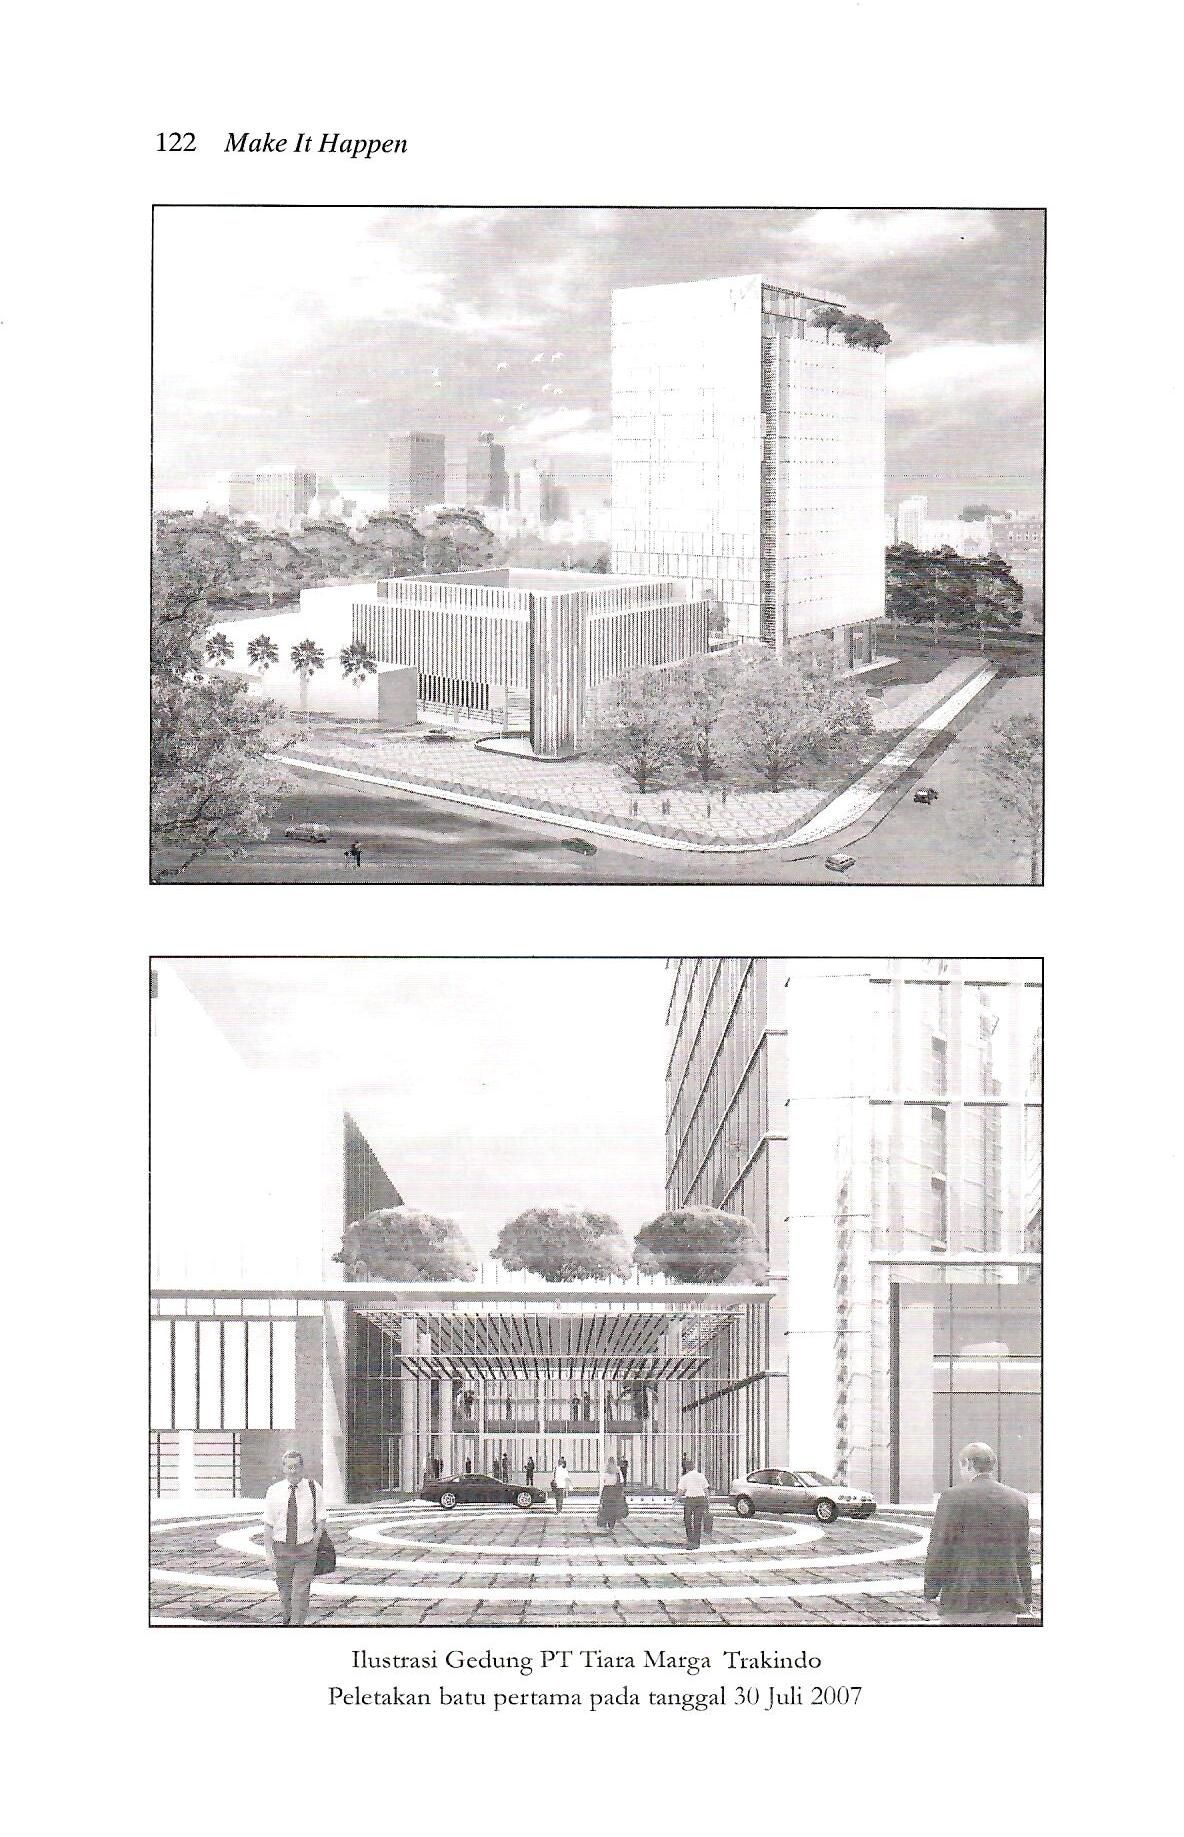 122 Make It Happen
Ilustrasi Gedung PT Tiara Marga Trakindo
Peletakan batu pertama pada tanggal 30 Juli 2007